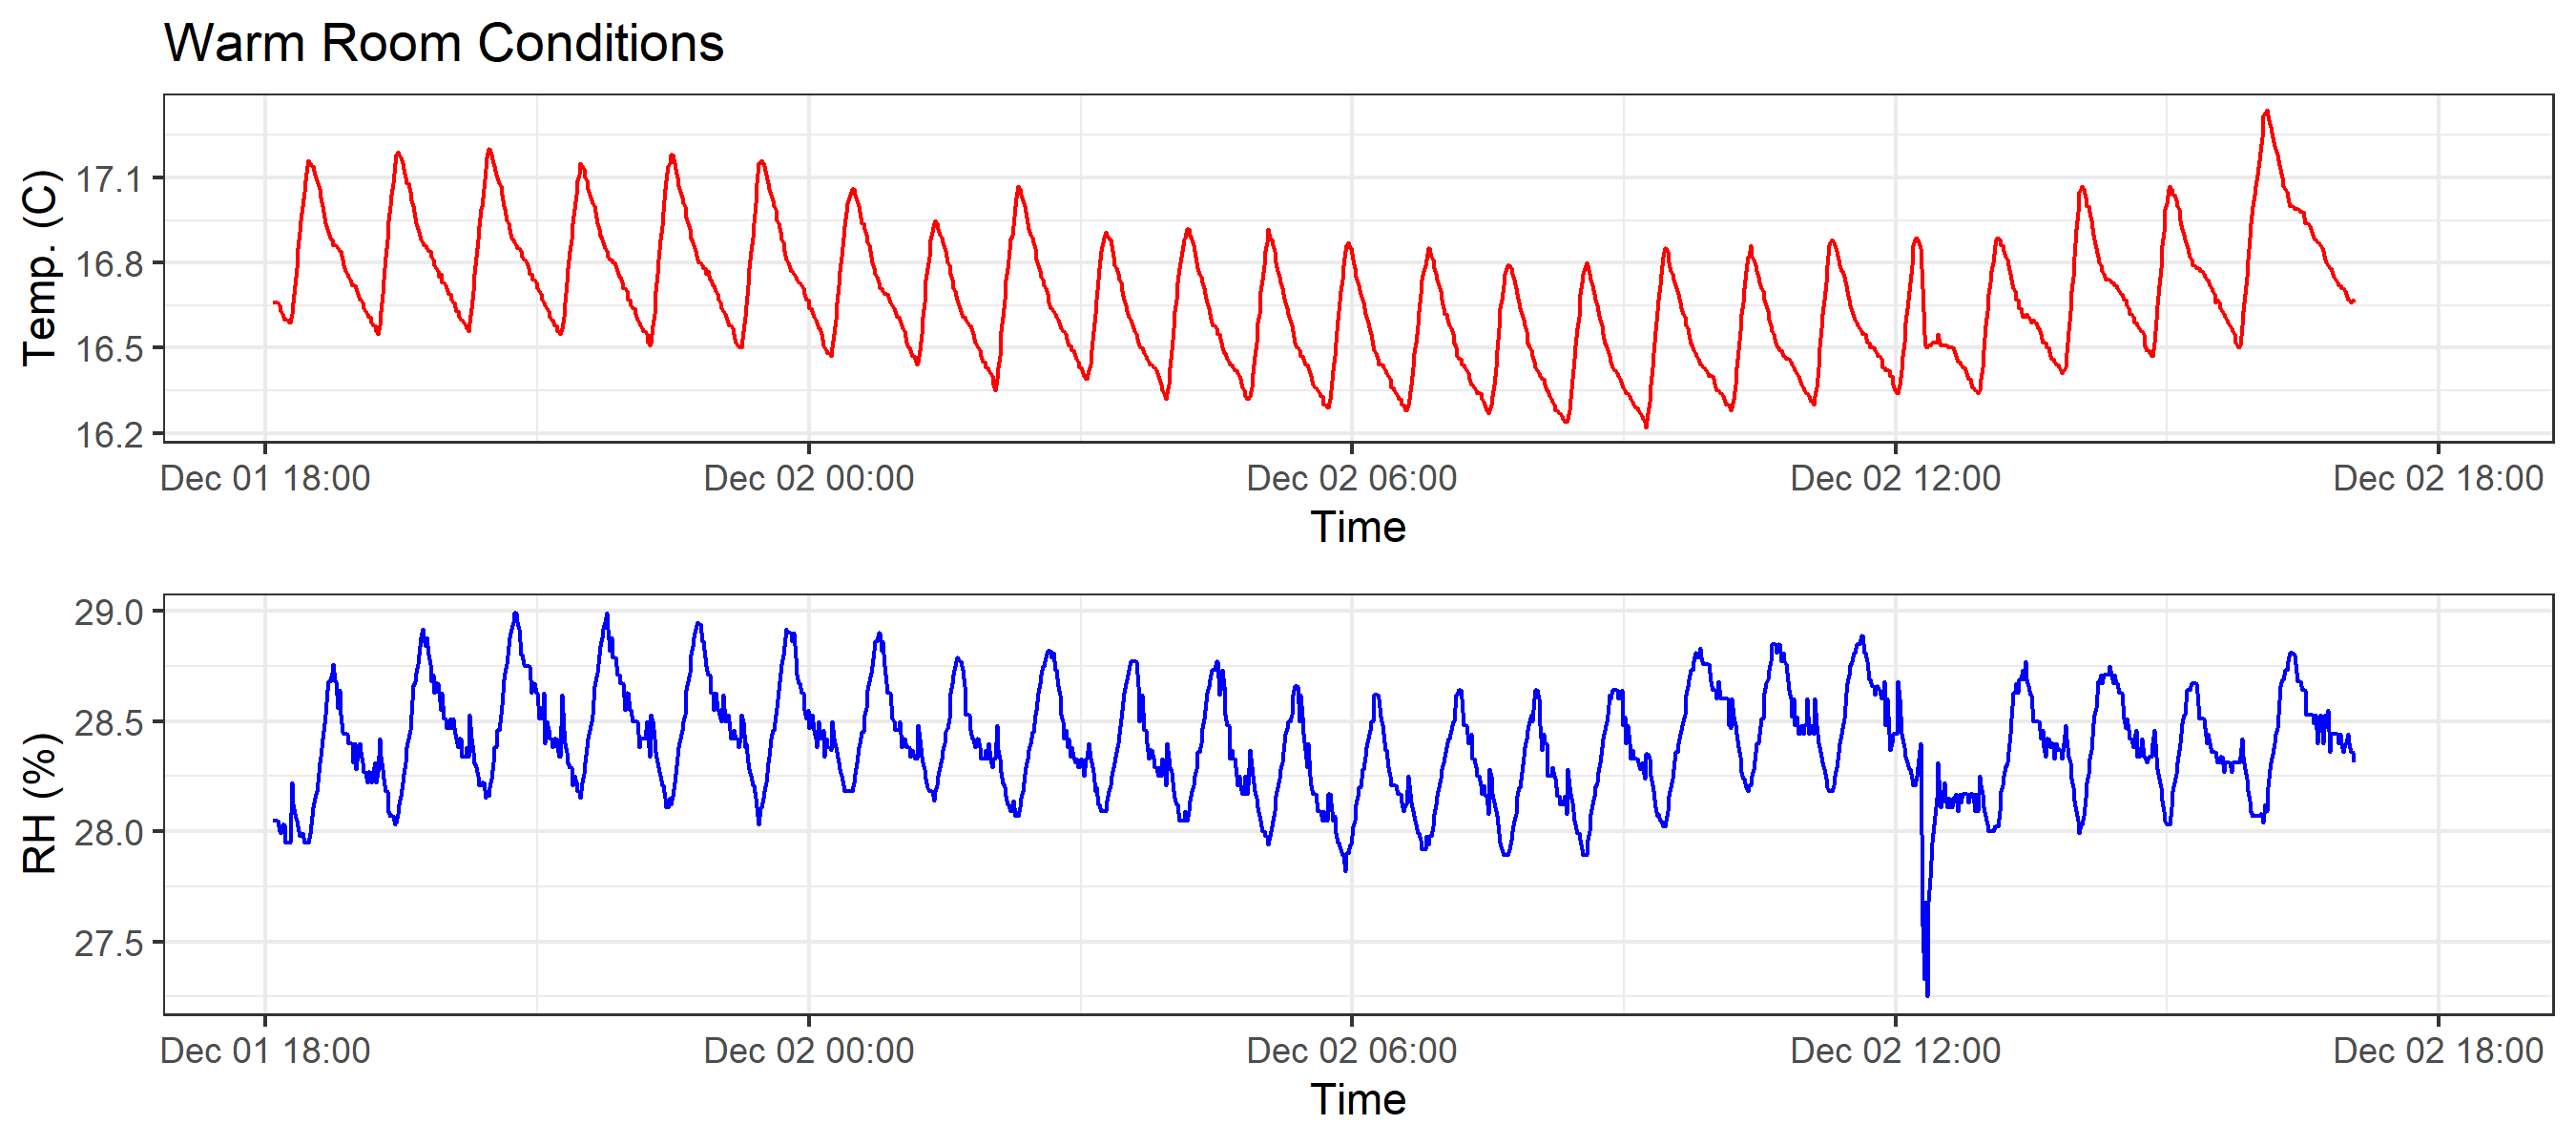 Warm Room Conditions
Temp. (C)
17.1
16.8
16.5
16.2
Dec 01 18:00 Dec 02 00:00 Dec 02 06:00 Dec 02 12:00 Dec 02 18:00
Time
RH (%)
29.0
28.5
28.0
27.5
Dec 01 18:00 Dec 02 00:00 Dec 02 06:00 Dec 02 12:00 Dec 02 18:00
Time